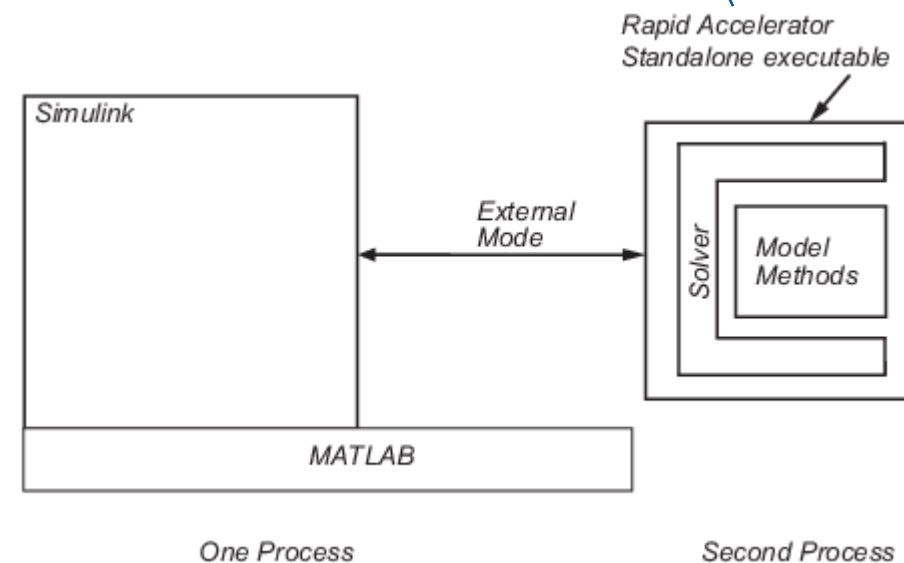 Rapid Accelerator
Standalone executable
Simulink
External
Mode
Solver
Model
Methods
MATLAB
One Process
Second Process